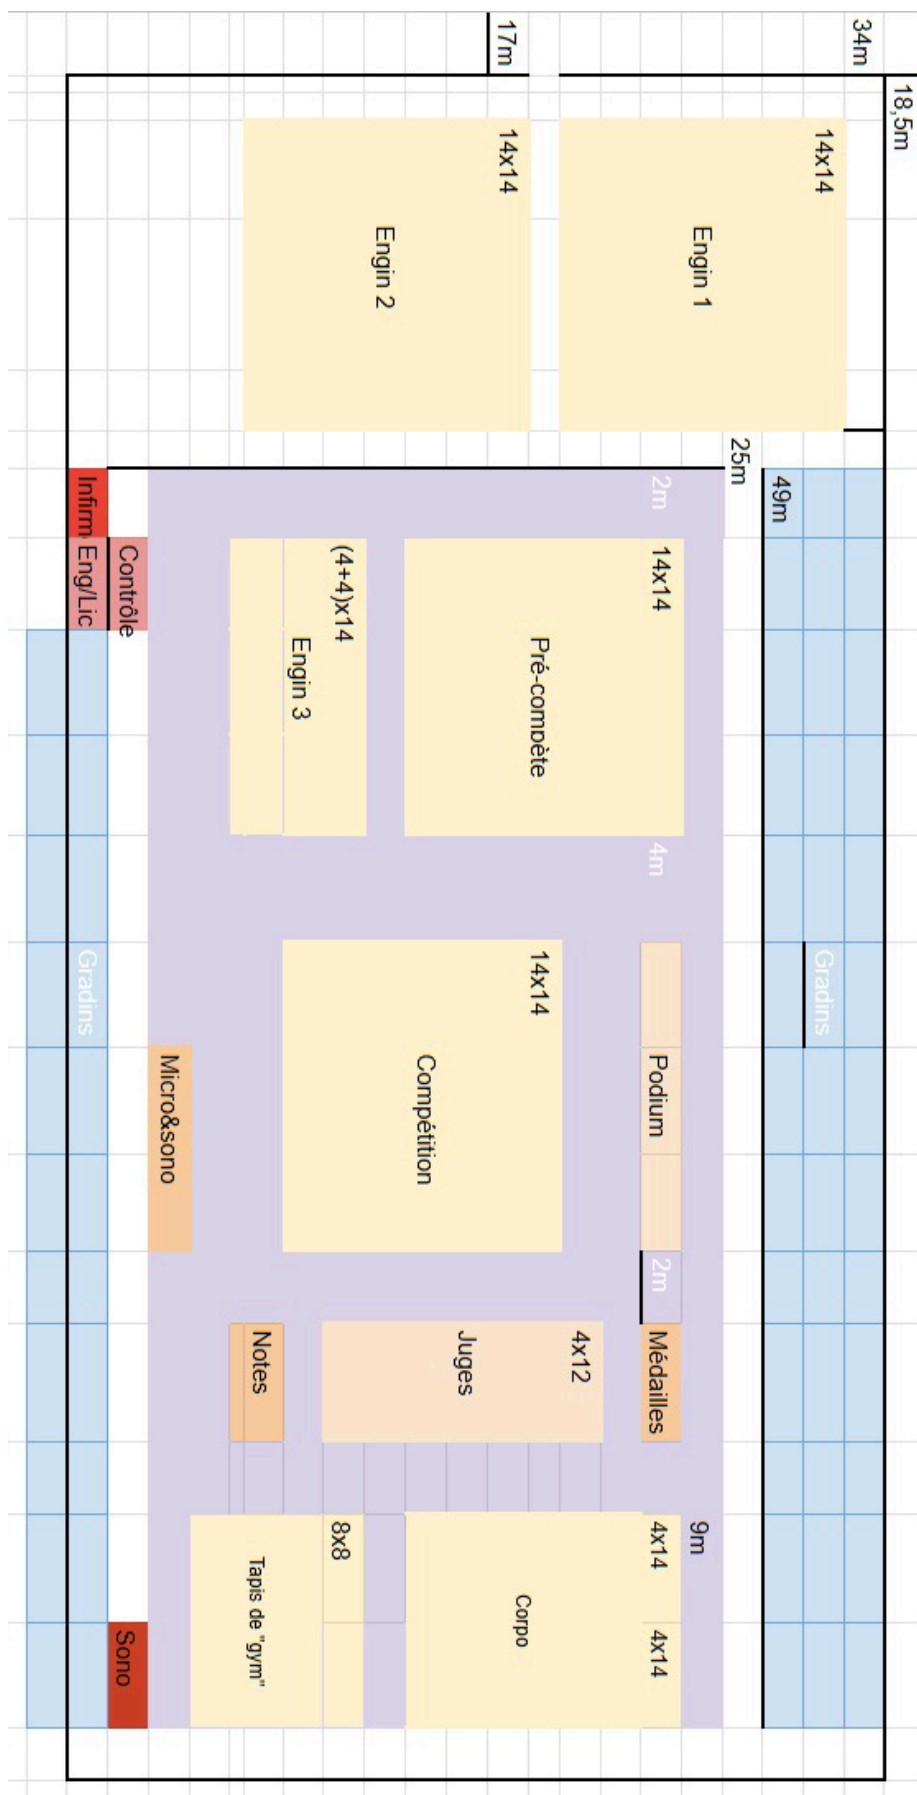 17m
34m
18,5m
14x14
14x14
Engin 2
Engin 1
25m
2m
49m
Infirm
Eng/Lic
Contrôle
(4+4)x14
14x14
Engin 3
Pré-compète
4m
Gradins
14x14
Gradins
Micro&sono
Compétition
Podium
2m
Notes
Juges
4x12
Médailles
8x8
4x14
9m
Tapis de "gym"
Corpo
Sono
4x14